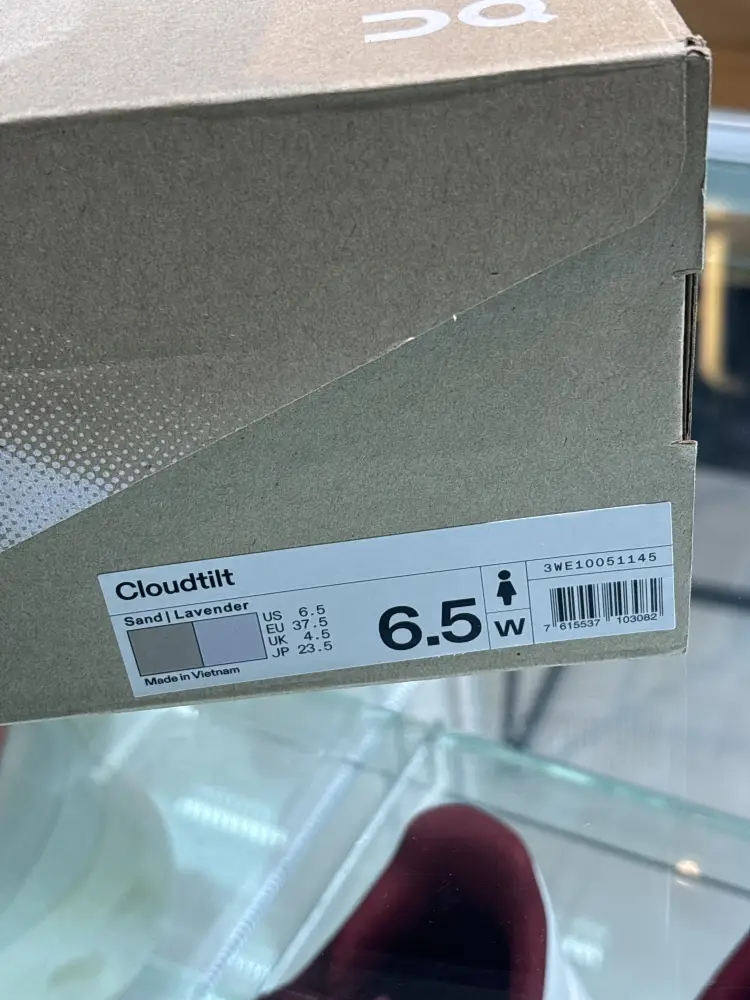 On
Cloudtilt
Sand | Lavender
US 6.5
EU 37.5
UK 4.5
JP 23.5
Made in Vietnam
6.5
W
3WE10051145
7 615537 103082